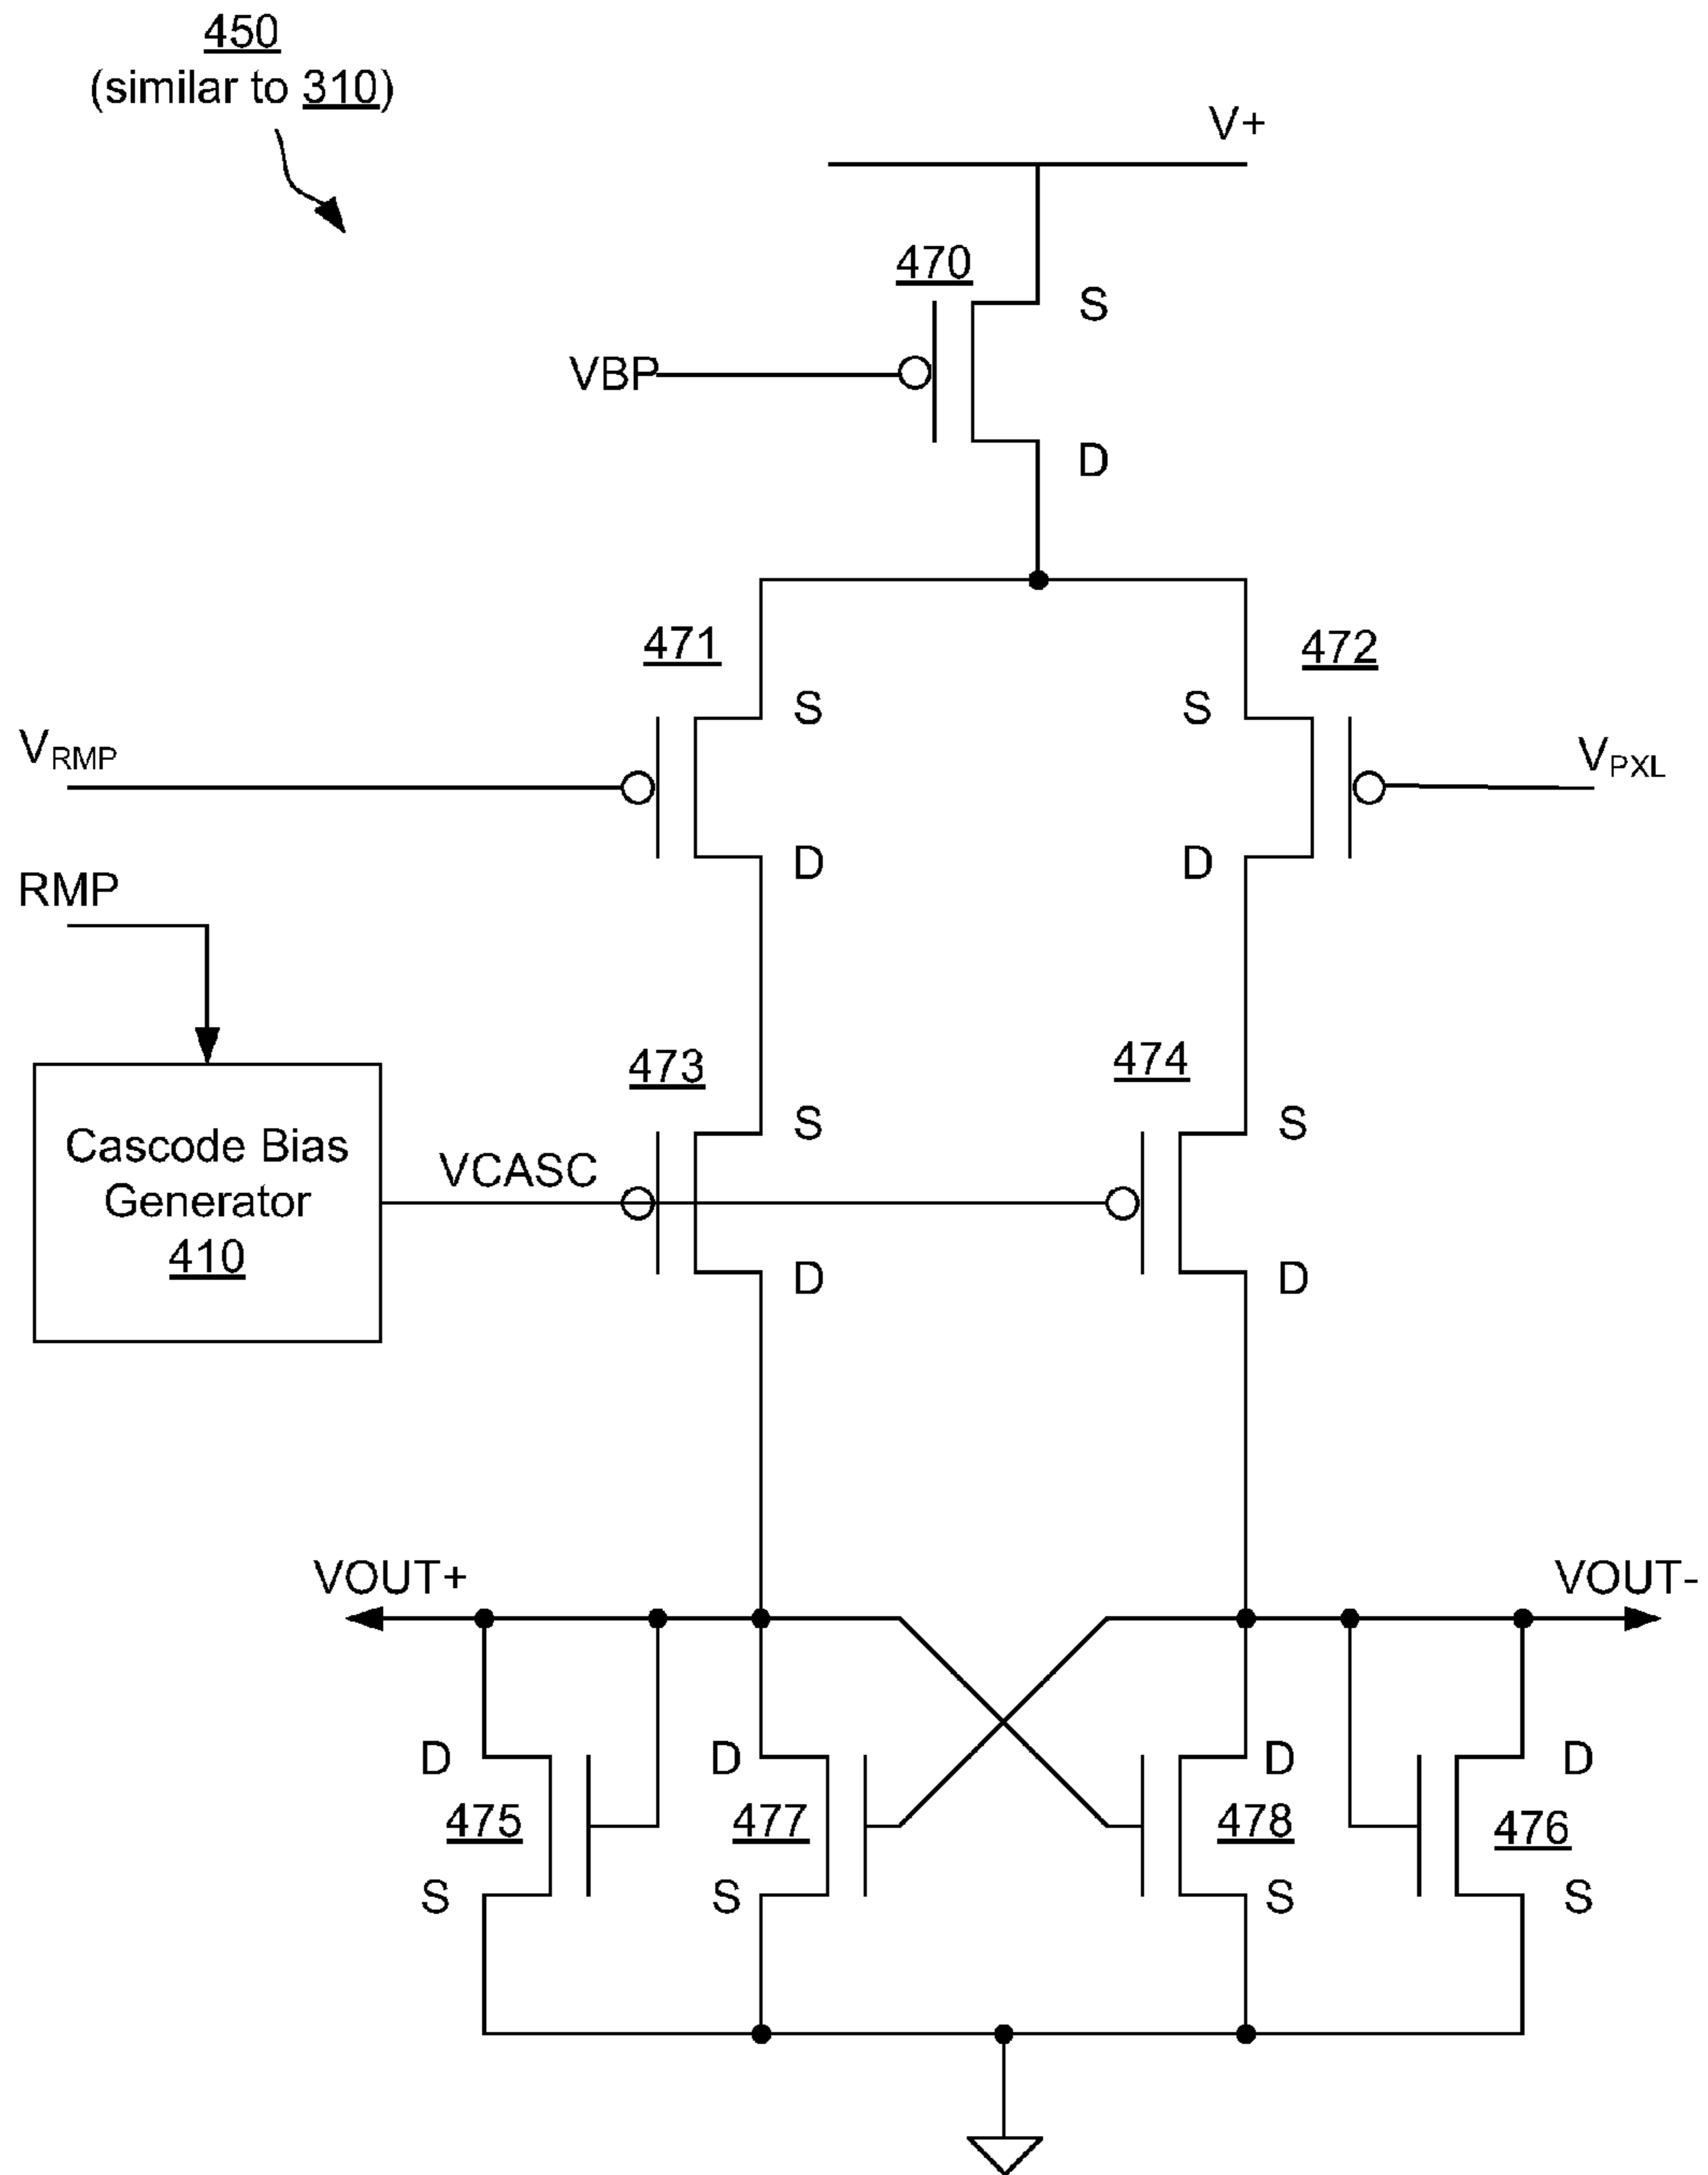 450
(similar to 310)
V+
470
S
VBP
D
471
472
S
S
VRMP
VPXL
D
D
RMP
473
474
S
S
Cascode Bias
Generator
410
VCASC
D
D
VOUT+
VOUT-
D
D
D
D
475
477
478
476
S
S
S
S